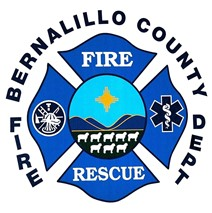 BERNALILLO COUNTY
FIRE DEPT
FIRE
RESCUE